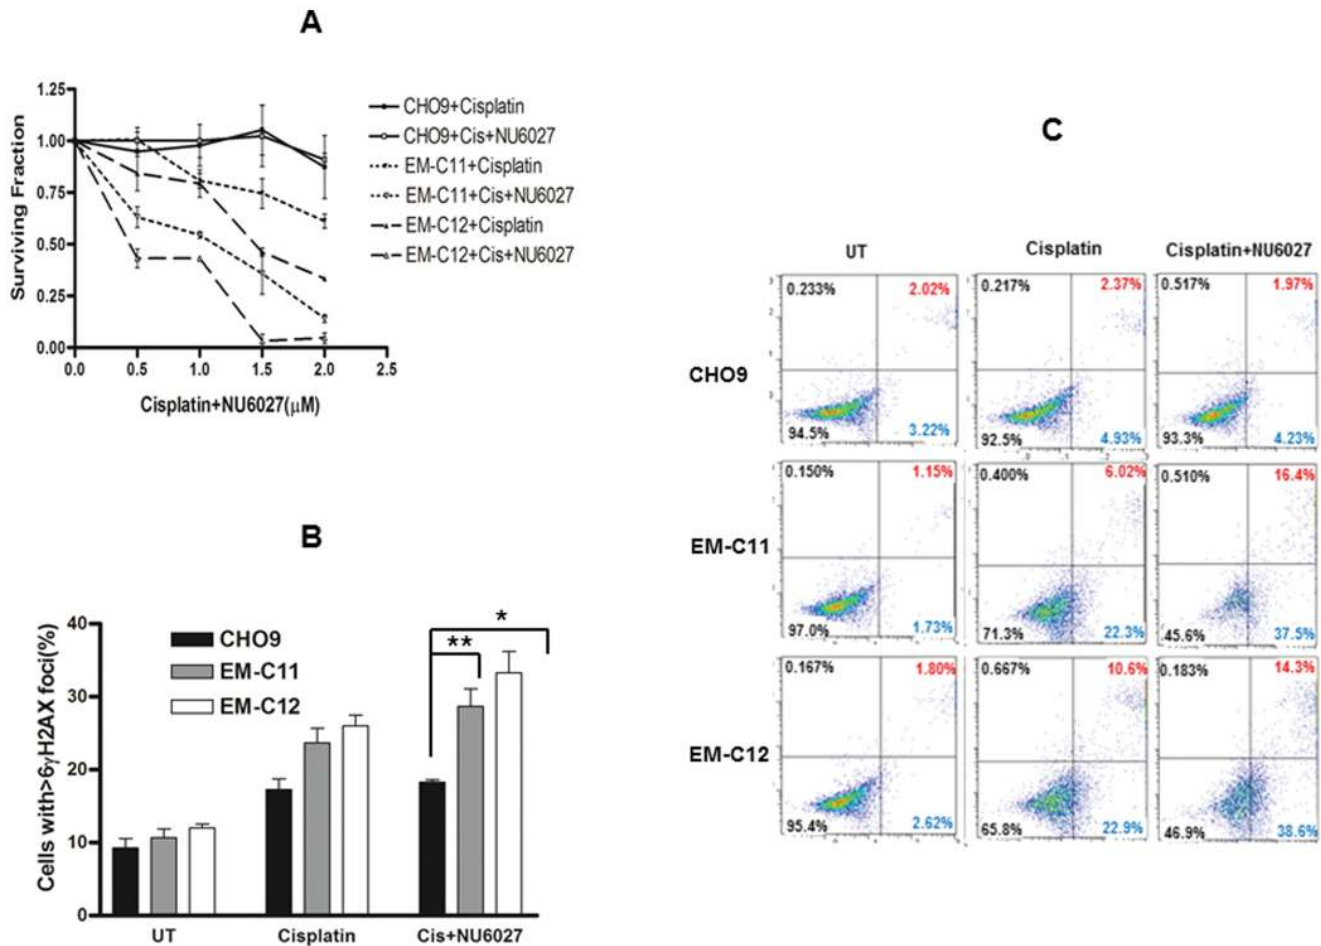 A
1.25
1.00
0.75
0.50
0.25
0.00
Surviving Fraction
0.0 0.5 1.0 1.5 2.0 2.5
Cisplatin+NU6027(μM)
CHO9+Cisplatin
CHO9+Cis+NU6027
EM-C11+Cisplatin
EM-C11+Cis+NU6027
EM-C12+Cisplatin
EM-C12+Cis+NU6027
B
40
30
20
10
0
Cells with>6γH2AX foci(%)
CHO9
EM-C11
EM-C12
*
**
UT Cisplatin Cis+NU6027
C
UT Cisplatin Cisplatin+NU6027
CHO9
0.233% 2.02% 0.217% 2.37% 0.517% 1.97%
94.5% 3.22% 92.5% 4.93% 93.3% 4.23%
EM-C11
0.150% 1.15% 0.400% 6.02% 0.510% 16.4%
97.0% 1.73% 71.3% 22.3% 45.6% 37.5%
EM-C12
0.167% 1.80% 0.667% 10.6% 0.183% 14.3%
95.4% 2.62% 65.8% 22.9% 46.9% 38.6%